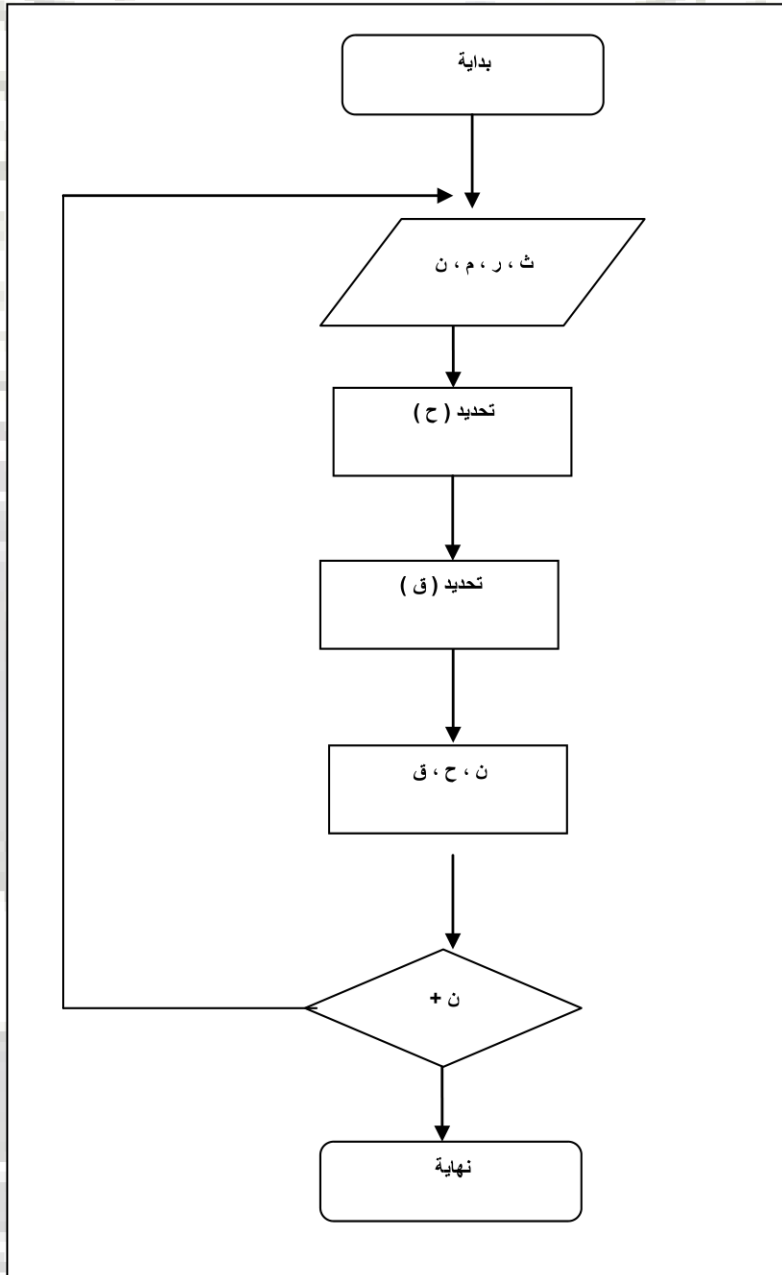 بداية
ث ، ر ، م ، ن
تحديد ( ح )
تحديد ( ق )
ن ، ح ، ق
ن +
نهاية